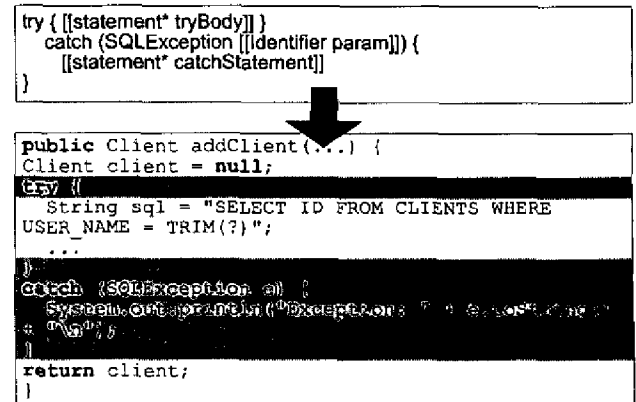 try { [[statement* tryBody]] }
catch (SQLException [[identifier param]]) {
[[statement* catchStatement]]
}
public Client addClient(...) {
Client client = null;
try {
String sql = "SELECT ID FROM CLIENTS WHERE
USER_NAME = TRIM(?)";
...
}
catch (SQLException e) {
System.out.println("Exception: " + e.toString()
+ "\n");
}
return client;
}